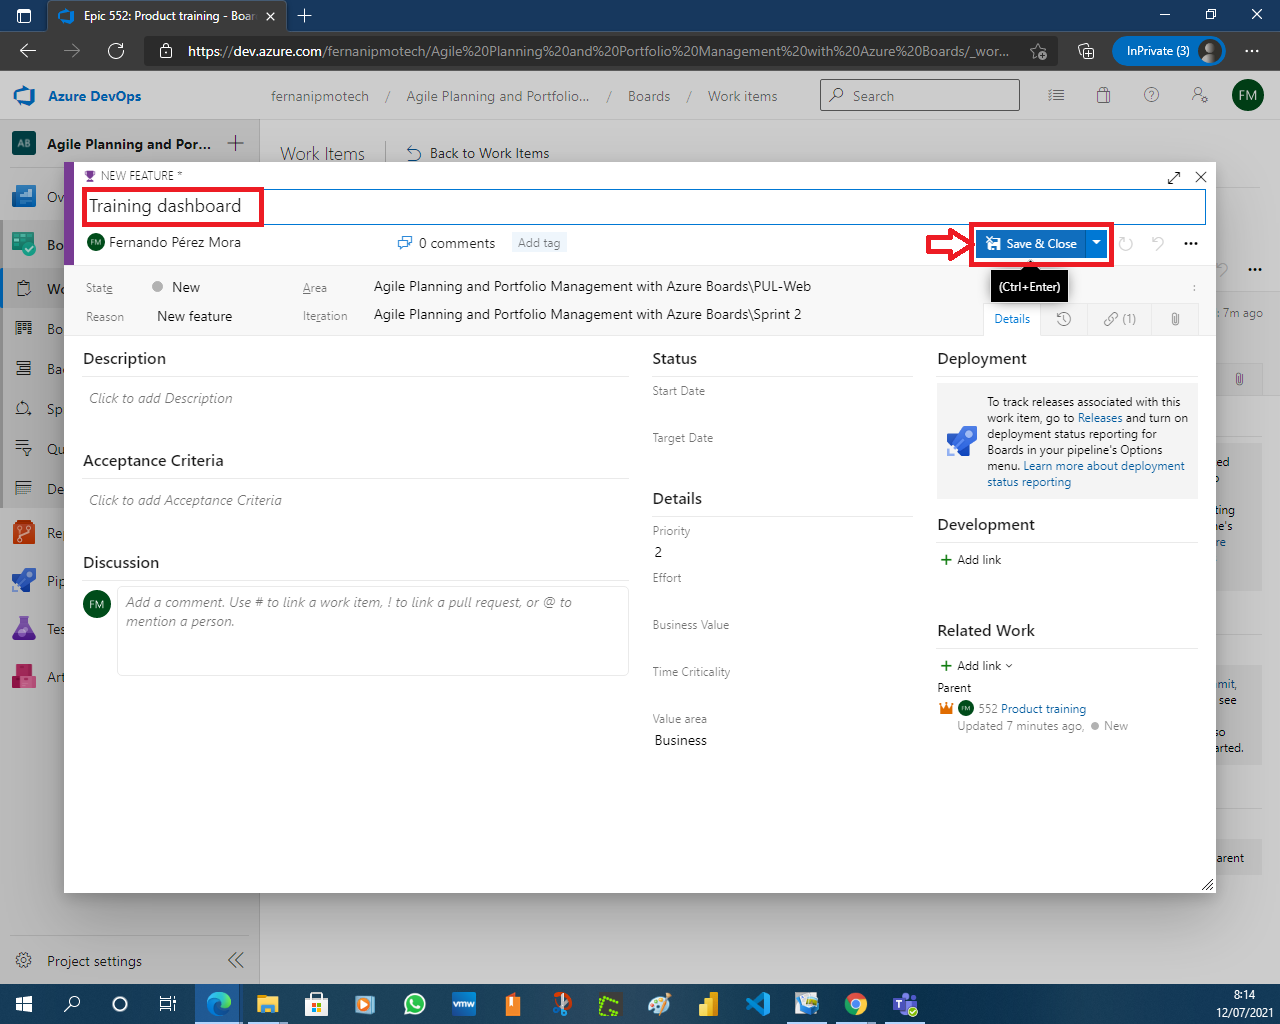 Epic 552: Product training - Boar
https://dev.azure.com/fernanipmotech/Agile%20Planning%20and%20Portfolio%20Management%20with%20Azure%20Boards/_wor...
InPrivate (3)
Azure DevOps
fernanipmotech / Agile Planning and Portfolio... / Boards / Work items
Search
FM
AB
Agile Planning and Por...
Work Items
Back to Work Items
NEW FEATURE *
Training dashboard
FM
Fernando Pérez Mora
0 comments
Add tag
Save & Close
(Ctrl+Enter)
State
New
Area
Agile Planning and Portfolio Management with Azure Boards\PUL-Web
Reason
New feature
Iteration
Agile Planning and Portfolio Management with Azure Boards\Sprint 2
Details
(1)
: 7m ago
Ov
Bo
Wo
Bo
Ba
Sp
Qu
De
Rep
Pip
Tes
Art
Description
Click to add Description
Acceptance Criteria
Click to add Acceptance Criteria
Discussion
FM
Add a comment. Use # to link a work item, ! to link a pull request, or @ to
mention a person.
Status
Start Date
Target Date
Details
Priority
2
Effort
Business Value
Time Criticality
Value area
Business
Deployment
To track releases associated with this
work item, go to Releases and turn on
deployment status reporting for
Boards in your pipeline's Options
menu. Learn more about deployment
status reporting
Development
Add link
Related Work
Add link
Parent
FM
552 Product training
Updated 7 minutes ago,
New
ed
o
ting
e's
re
mit,
see
so
arted.
arent
Project settings
vmw
8:14
12/07/2021